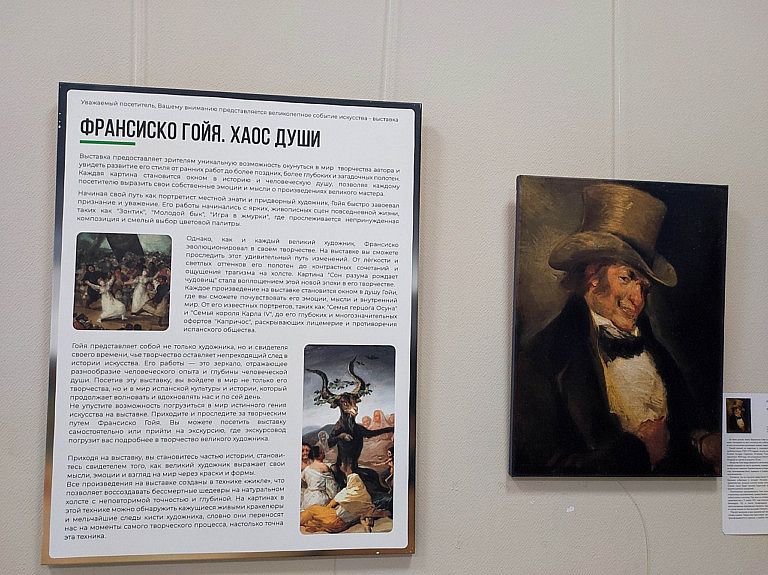 Уважаемый посетитель, Вашему вниманию представляется великолепное событие искусства - выставка
ФРАНСИСКО ГОЙЯ. ХАОС ДУШИ
Выставка предоставляет зрителям уникальную возможность окунуться в мир творчества автора и
увидеть развитие его стиля от ранних работ до более поздних, более глубоких и загадочных полотен.
Каждая картина становится окном в историю и человеческую душу, позволяя каждому
посетителю выразить свои собственные эмоции и мысли о произведениях великого мастера.
Начиная свой путь как портретист местной знати и придворный художник, Гойя быстро завоевал
признание и уважение. Его работы начинались с ярких, живописных сцен повседневной жизни,
таких как "Зонтик", "Молодой бык", "Игра в жмурки", где прослеживается непринужденная
композиция и смелый выбор цветовой палитры.
Однако, как и каждый великий художник, Франсиско
эволюционировал в своем творчестве. На выставке вы сможете
проследить этот удивительный путь изменений. От лёгкости и
светлых оттенков его полотен до контрастных сочетаний и
ощущения трагизма на холсте. Картина "Сон разума рождает
чудовищ" стала воплощением этой новой эпохи в его творчестве.
Каждое произведение на выставке становится окном в душу Гойи,
где вы сможете почувствовать его эмоции, мысли и внутренний
мир. От его известных портретов, таких как "Семья герцога Осуна"
и "Семья короля Карла IV", до его глубоких и многозначительных
офортов "Капричос", раскрывающих лицемерие и противоречия
испанского общества.
Гойя представляет собой не только художника, но и свидетеля
своего времени, чье творчество оставляет непреходящий след в
истории искусства. Его работы — это зеркало, отражающее
разнообразие человеческого опыта и глубины человеческой
души. Посетив эту выставку, вы войдете в мир не только его
творчества, но и в мир испанской культуры и истории, который
продолжает волновать и вдохновлять нас и по сей день.
Не упустите возможность погрузиться в мир истинного гения
искусства на выставке. Приходите и проследите за творческим
путем Франсиско Гойи. Вы можете посетить выставку
самостоятельно или прийти на экскурсию, где экскурсовод
погрузит вас подробнее в творчество великого художника.
Приходя на выставку, вы становитесь частью истории, станови-
тесь свидетелем того, как великий художник выражает свои
мысли, эмоции и взгляд на мир через краски и формы.
Все произведения на выставке созданы в технике «жикле», что
позволяет воссоздавать бессмертные шедевры на натуральном
холсте с неповторимой точностью и глубиной. На картинах в
этой технике можно обнаружить кажущиеся живыми кракелюры
и мельчайшие следы кисти художника, словно они переносят
нас на моменты самого творческого процесса, настолько точна
эта техника.